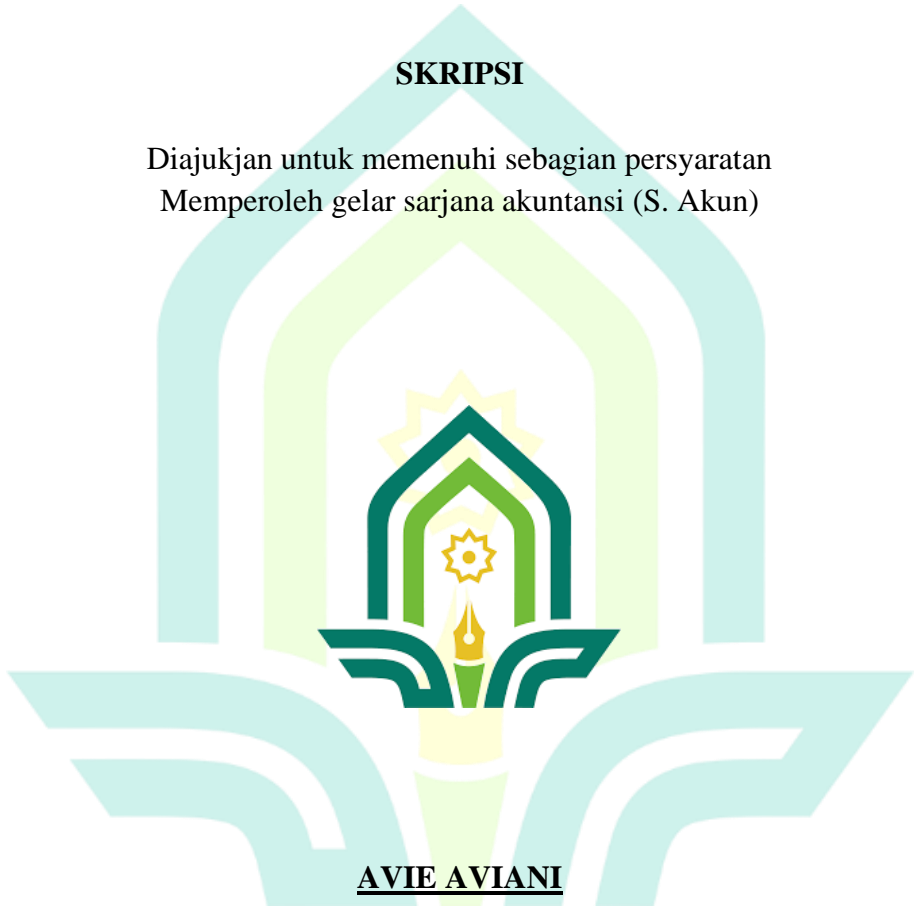 SKRIPSI
Diajukjan untuk memenuhi sebagian persyaratan
Memperoleh gelar sarjana akuntansi (S. Akun)
AVIE AVIANI